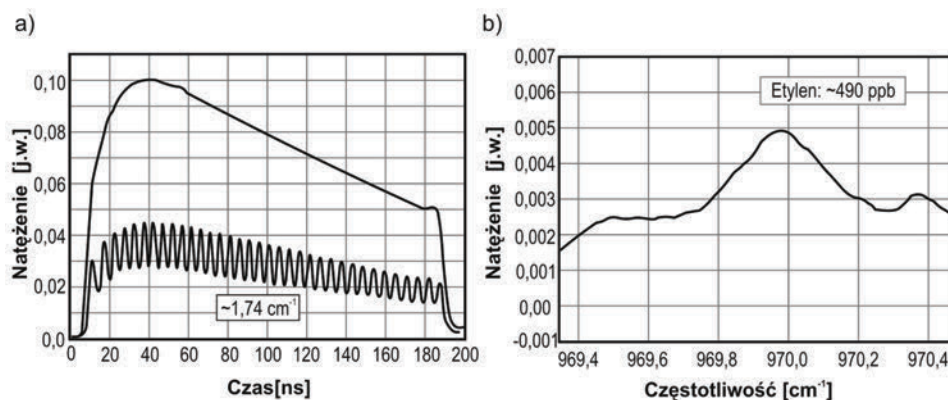 a)
Natężenie [j.w.]
0,10
0,08
0,06
0,04
0,02
0,0
~1,74 cm⁻¹
0 20 40 60 80 100 120 140 160 180 200
Czas[ns]
b)
Natężenie [j.w.]
0,007
0,006
0,005
0,004
0,003
0,002
0,001
0,00
-0,001
Etylen: ~490 ppb
969,4 969,6 969,8 970,0 970,2 970,4
Częstotliwość [cm⁻¹]